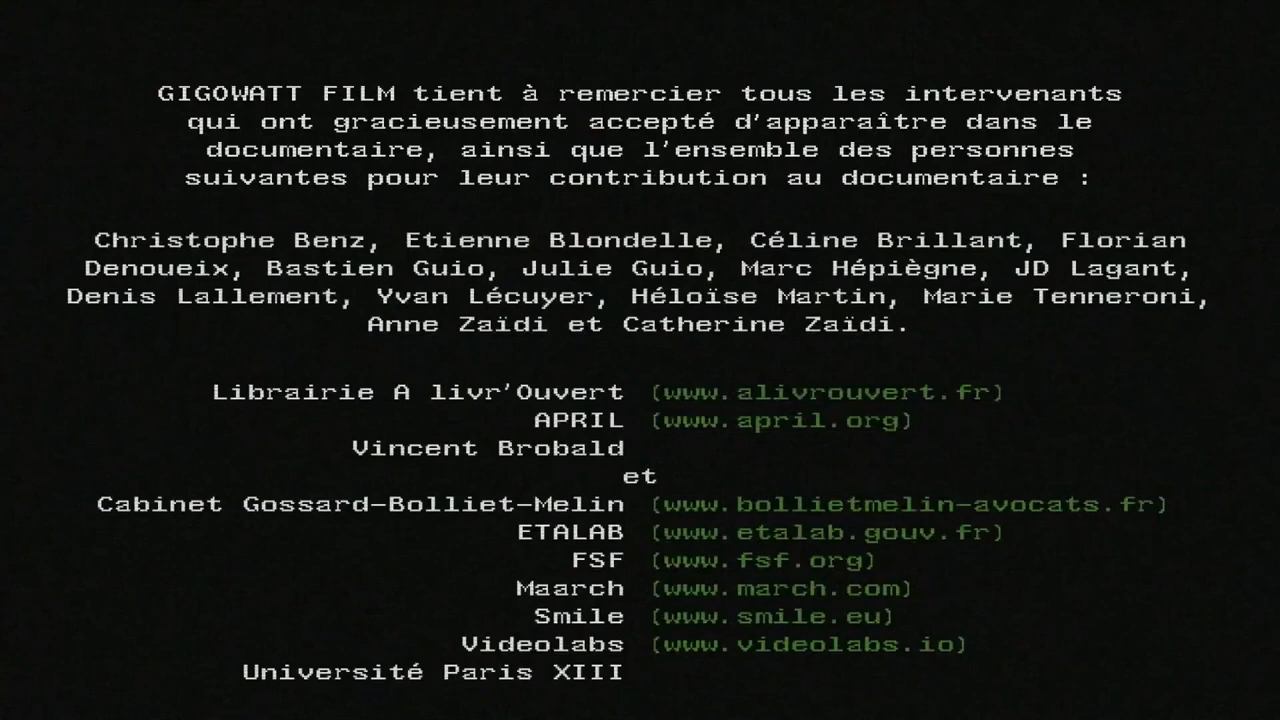 GIGOWATT FILM tient à remercier tous les intervenants
qui ont gracieusement accepté d'apparaître dans le
documentaire, ainsi que l'ensemble des personnes
suivantes pour leur contribution au documentaire :
Christophe Benz, Etienne Blondelle, Céline Brillant, Florian
Denoueix, Bastien Guio, Julie Guio, Marc Hépiègne, JD Lagant,
Denis Lallement, Yvan Lécuyer, Héloïse Martin, Marie Tenneroni,
Anne Zaïdi et Catherine Zaïdi.
Librairie A livr'Ouvert (www.alivrouvert.fr)
APRIL (www.april.org)
Vincent Brobald
et
Cabinet Gossard-Bolliet-Melin (www.bollietmelin-avocats.fr)
ETALAB (www.etalab.gouv.fr)
FSF (www.fsf.org)
Maarch (www.march.com)
Smile (www.smile.eu)
Videolabs (www.videolabs.io)
Université Paris XIII